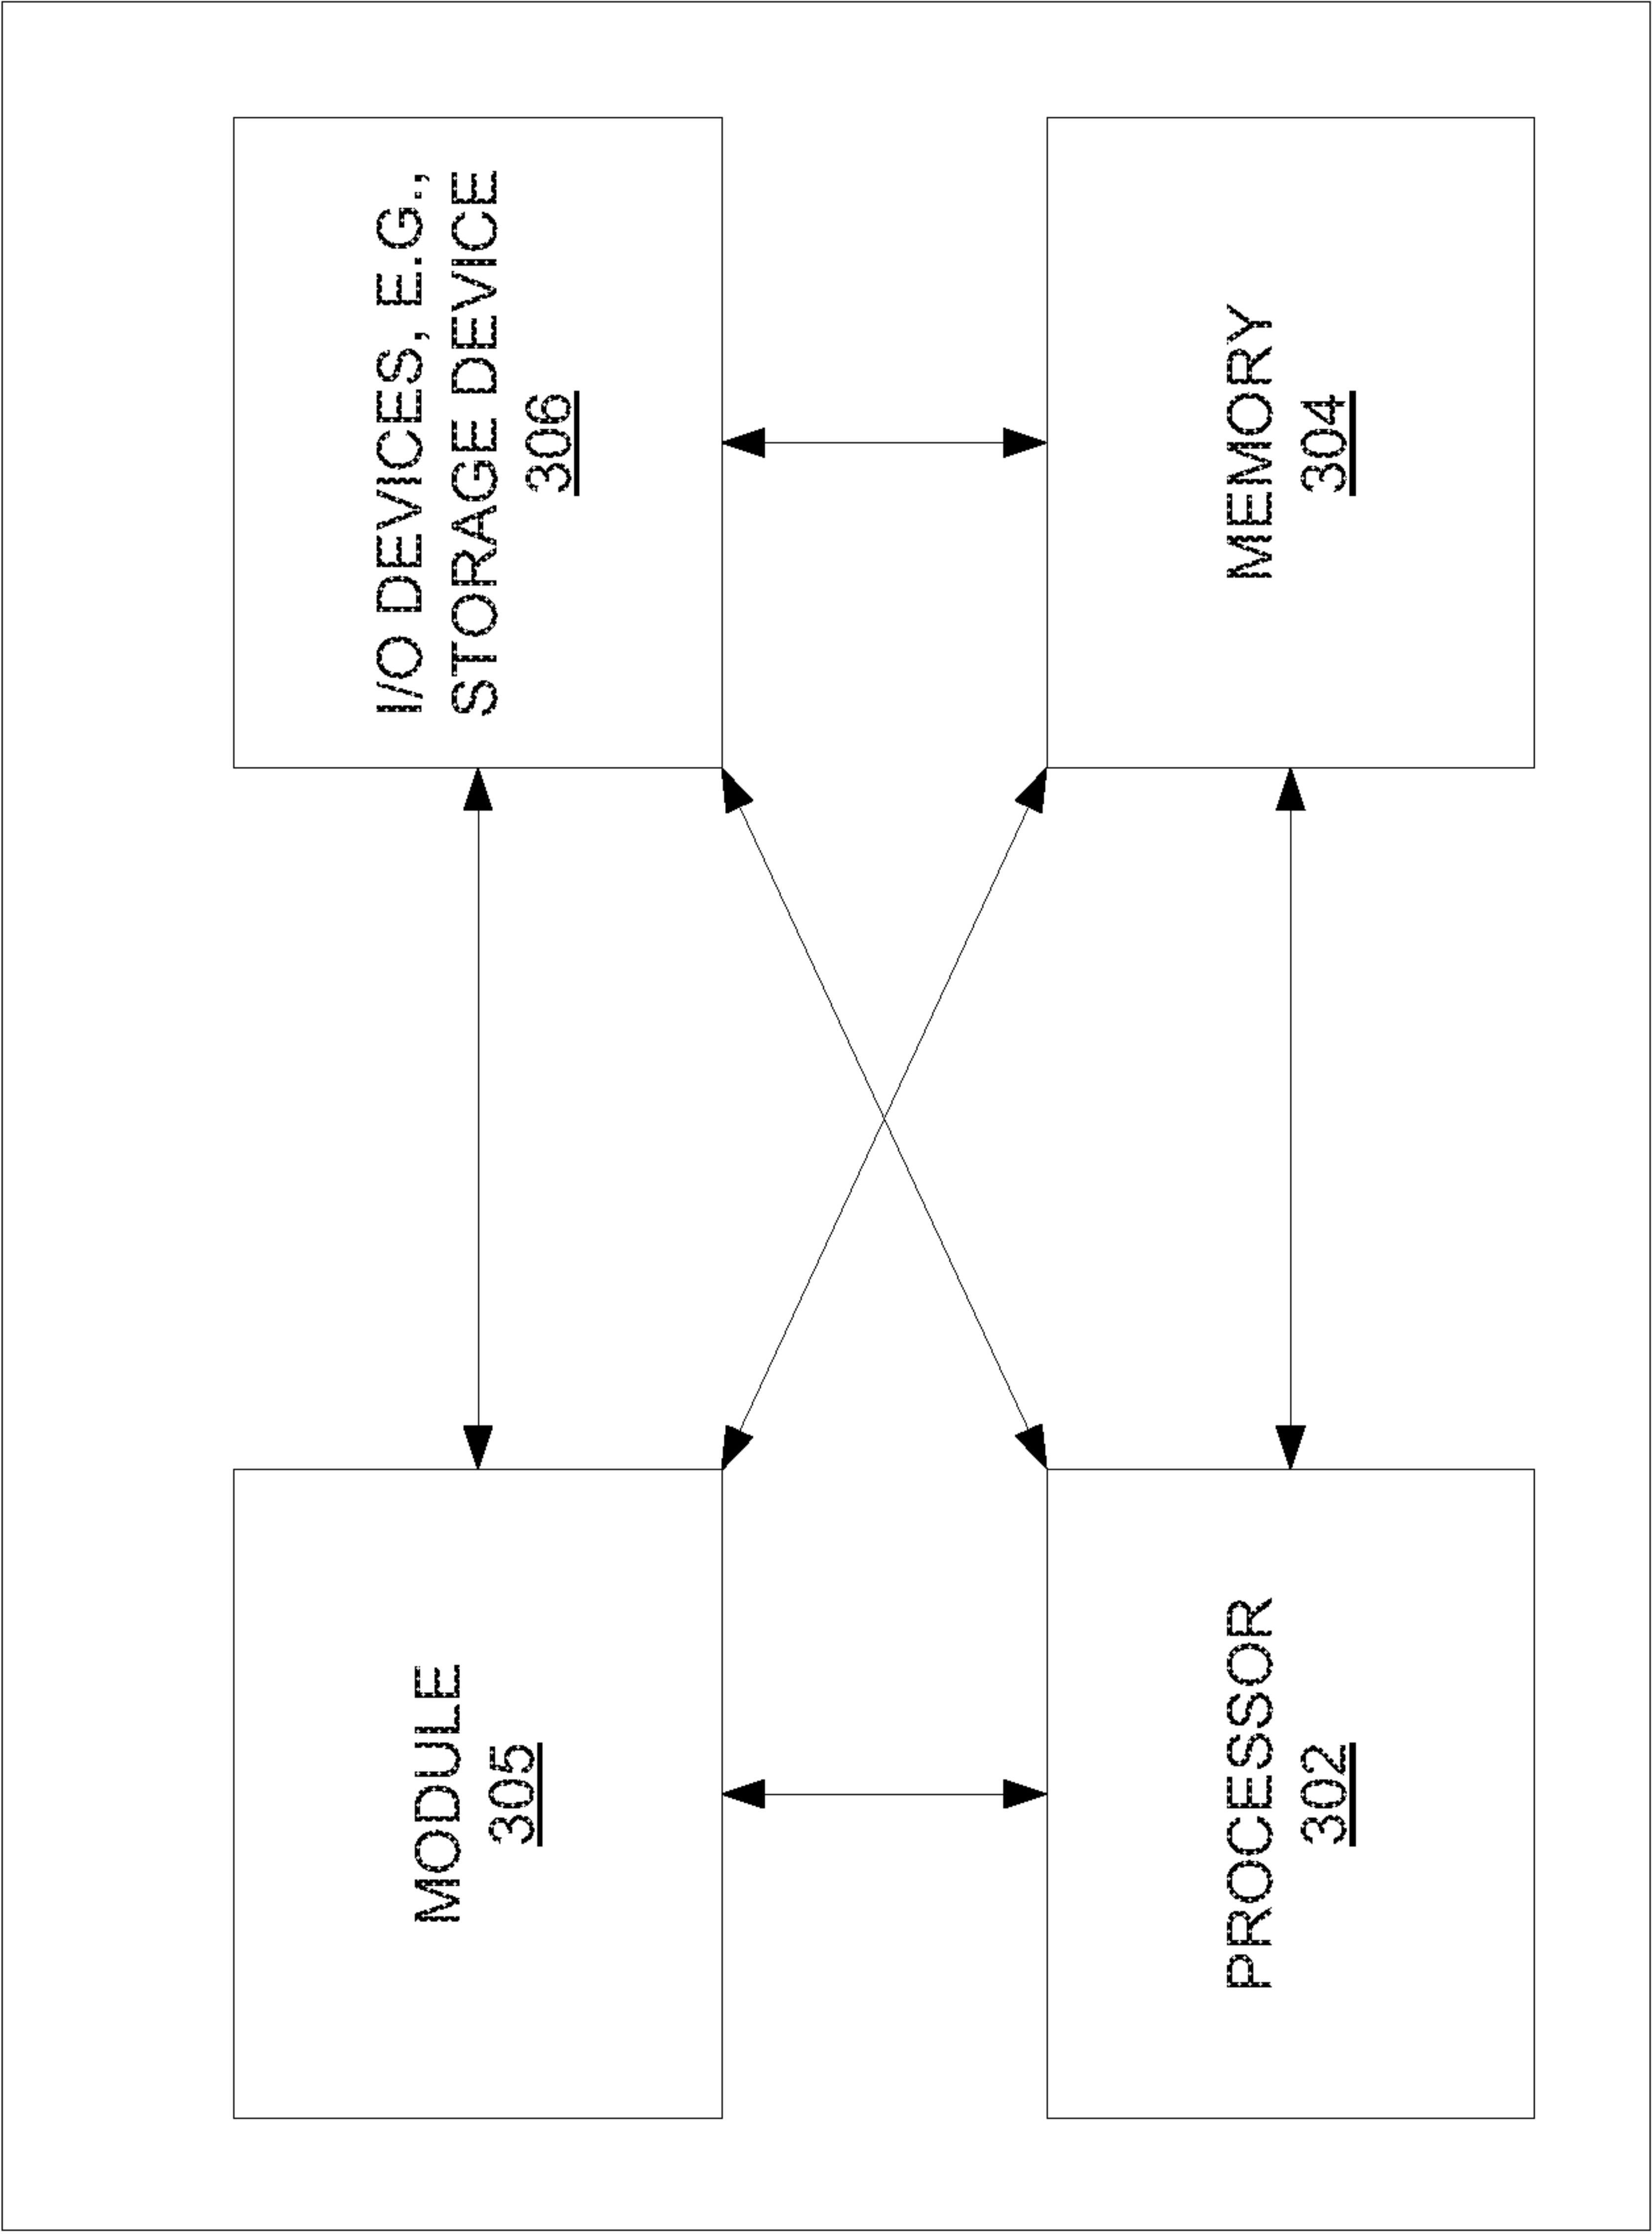 MODULE
305
I/O DEVICES, E.G.,
STORAGE DEVICE
306
PROCESSOR
302
MEMORY
304